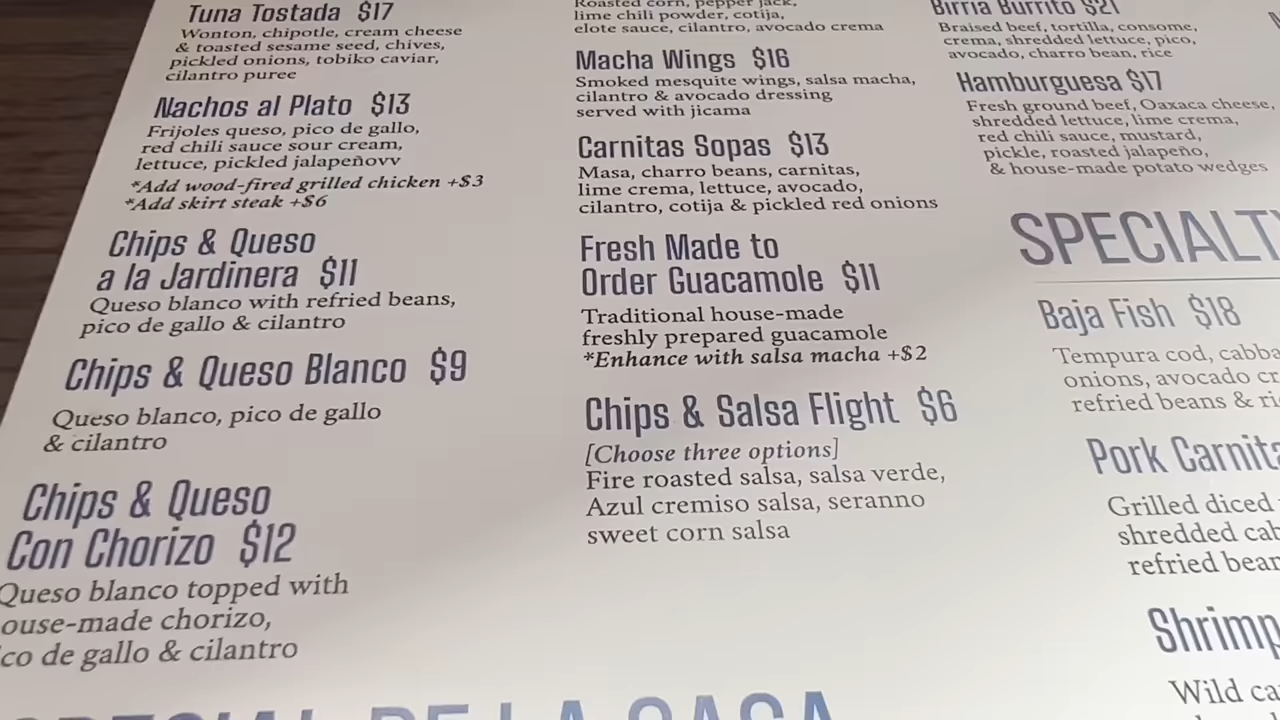 Tuna Tostada $17
Wonton, chipotle, cream cheese
& toasted sesame seed, chives,
pickled onions, tobiko caviar,
cilantro puree
Nachos al Plato $13
Frijoles queso, pico de gallo,
red chili sauce sour cream,
lettuce, pickled jalapeñovv
*Add wood-fired grilled chicken +$3
*Add skirt steak +$6
Chips & Queso
a la Jardinera $11
Queso blanco with refried beans,
pico de gallo & cilantro
Chips & Queso Blanco $9
Queso blanco, pico de gallo
& cilantro
Chips & Queso
Con Chorizo $12
Queso blanco topped with
ouse-made chorizo,
co de gallo & cilantro
Roasted corn, pepper jack,
lime chili powder, cotija,
elote sauce, cilantro, avocado crema
Macha Wings $16
Smoked mesquite wings, salsa macha,
cilantro & avocado dressing
served with jicama
Carnitas Sopas $13
Masa, charro beans, carnitas,
lime crema, lettuce, avocado,
cilantro, cotija & pickled red onions
Fresh Made to
Order Guacamole $11
Traditional house-made
freshly prepared guacamole
*Enhance with salsa macha +$2
Chips & Salsa Flight $6
[Choose three options]
Fire roasted salsa, salsa verde,
Azul cremiso salsa, seranno
sweet corn salsa
Birria Burrito $21
Braised beef, tortilla, consome,
crema, shredded lettuce, pico,
avocado, charro bean, rice
Hamburguesa $17
Fresh ground beef, Oaxaca cheese,
shredded lettuce, lime crema,
red chili sauce, mustard,
pickle, roasted jalapeño,
& house-made potato wedges
SPECIALTY
Baja Fish $18
Tempura cod, cabba
onions, avocado cr
refried beans & ri
Pork Carnita
Grilled diced
shredded cab
refried bean
Shrimp
Wild ca
DE LA CASA